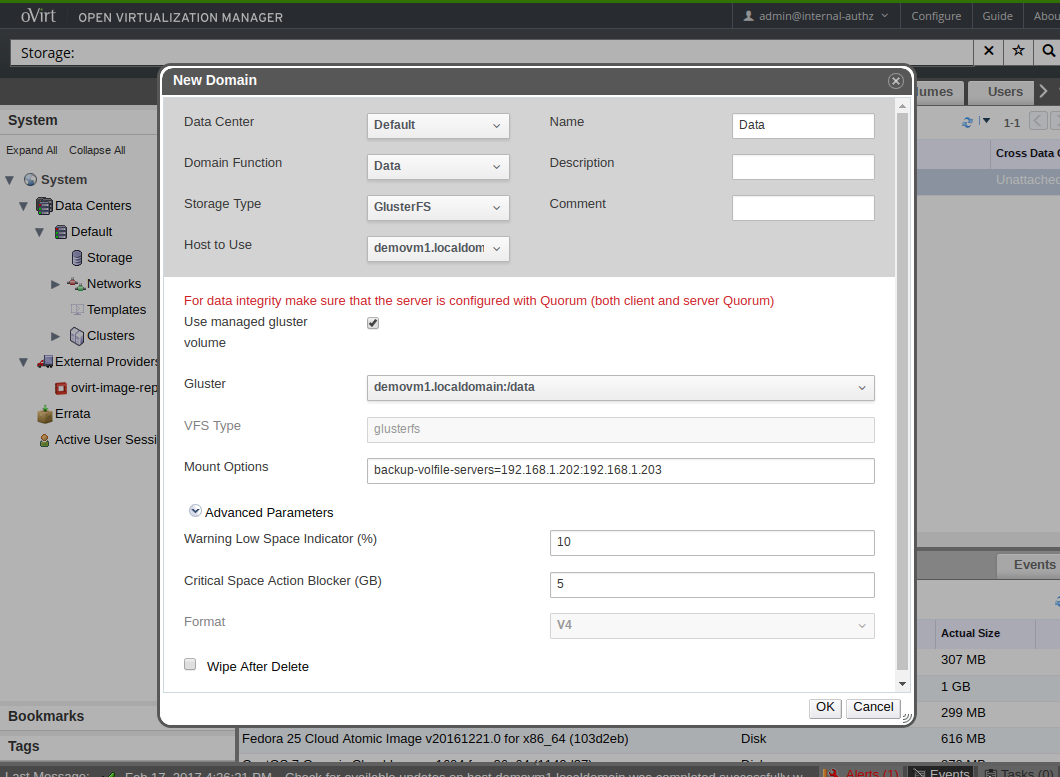 oVirt OPEN VIRTUALIZATION MANAGER admin@internal-authz Configure Guide
Storage:
New Domain
Users
System
1-1
Expand All Collapse All
Cross Data
System
Unattached
Data Centers
Default
Storage
Networks
Templates
Clusters
External Providers
ovirt-image-rep
Errata
Active User Sessi
Data Center Default Name Data
Domain Function Data Description
Storage Type GlusterFS Comment
Host to Use demovm1.localdom
For data integrity make sure that the server is configured with Quorum (both client and server Quorum)
Use managed gluster
volume
Gluster demovm1.localdomain:/data
VFS Type glusterfs
Mount Options backup-volfile-servers=192.168.1.202:192.168.1.203
Advanced Parameters
Warning Low Space Indicator (%) 10
Critical Space Action Blocker (GB) 5
Format V4
Wipe After Delete
OK Cancel
Events
Actual Size
307 MB
1 GB
299 MB
Bookmarks
Tags
Fedora 25 Cloud Atomic Image v20161221.0 for x86_64 (103d2eb) Disk 616 MB
Last Message: Feb 17, 2017 4:26:21 PM Check for available updates on host demovm1.localdomain was completed successfully Alerts (1) Events Tasks (0)